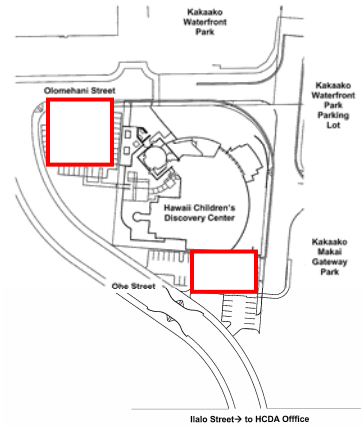 Kakaako
Waterfront
Park
Olomehani Street
Kakaako
Waterfront
Park
Parking
Lot
Hawaii Children's
Discovery Center
Kakaako
Makai
Gateway
Park
Ohe Street
Ilalo Street→ to HCDA Offfice